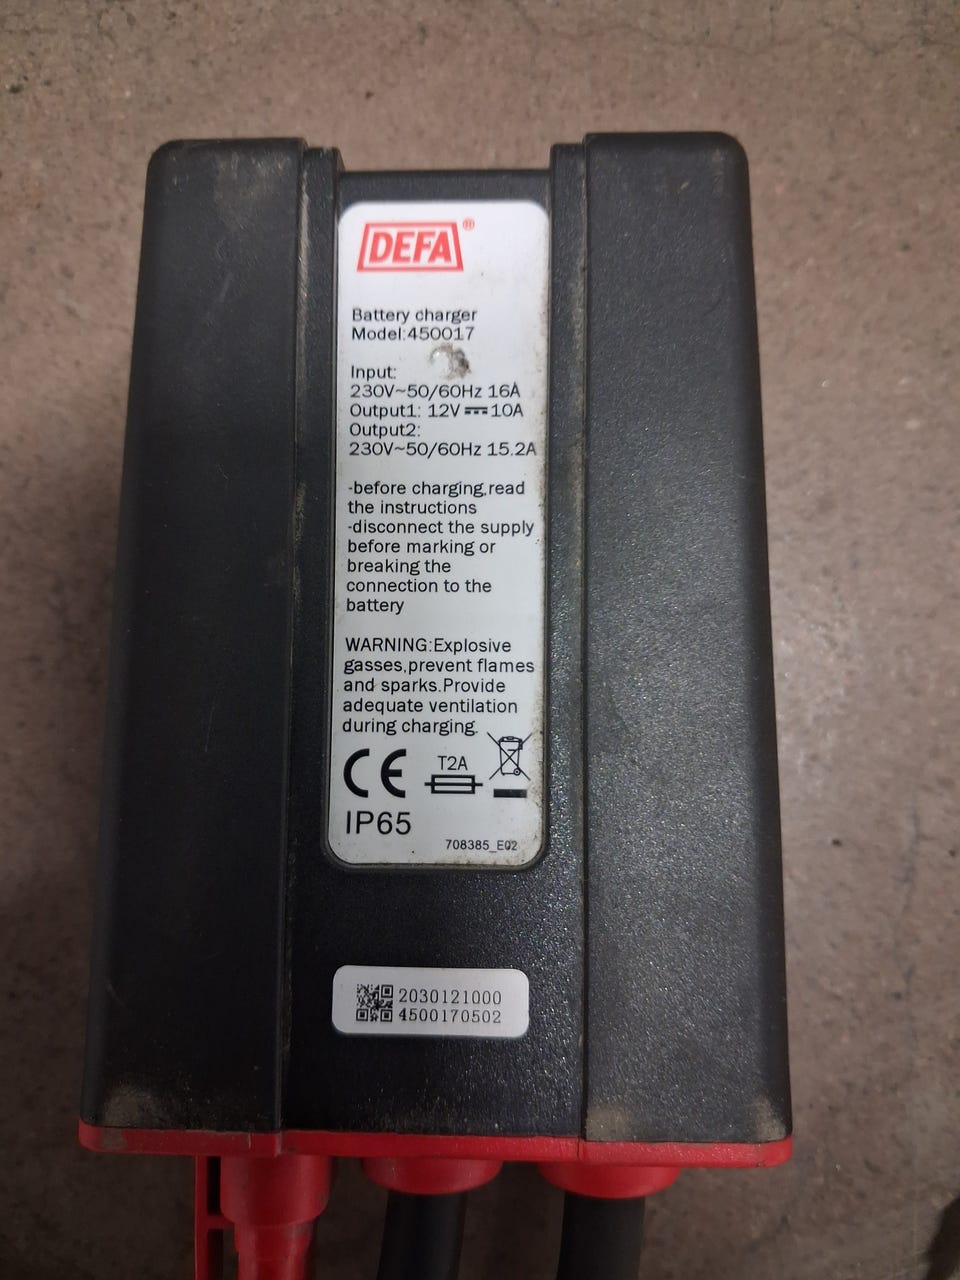 DEFA®
Battery charger
Model:450017
Input:
230V~50/60Hz 16A
Output1: 12V⎓10A
Output2:
230V~50/60Hz 15.2A
-before charging,read
the instructions
-disconnect the supply
before marking or
breaking the
connection to the
battery
WARNING:Explosive
gasses,prevent flames
and sparks.Provide
adequate ventilation
during charging.
CE T2A
IP65
708385_E02
2030121000
4500170502